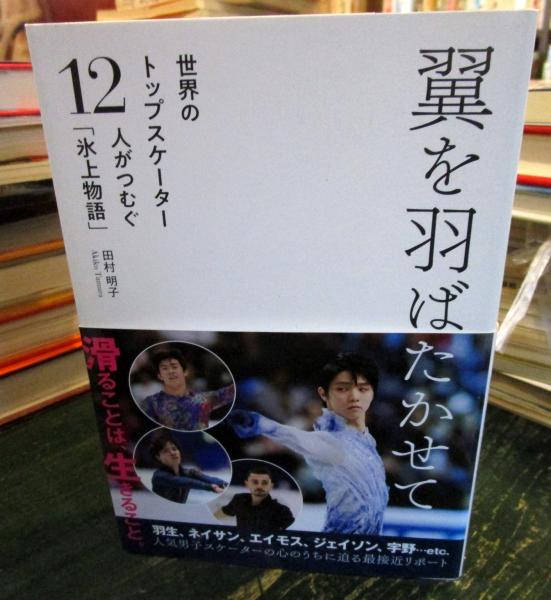 翼を羽ばたかせて
世界の
トップスケーター
12人がつむぐ
「氷上物語」
田村 明子
Akiko Tamura
滑ることは、生きること。
羽生、ネイサン、エイモス、ジェイソン、宇野…etc.
人気男子スケーターの心のうちに迫る最接近リポート